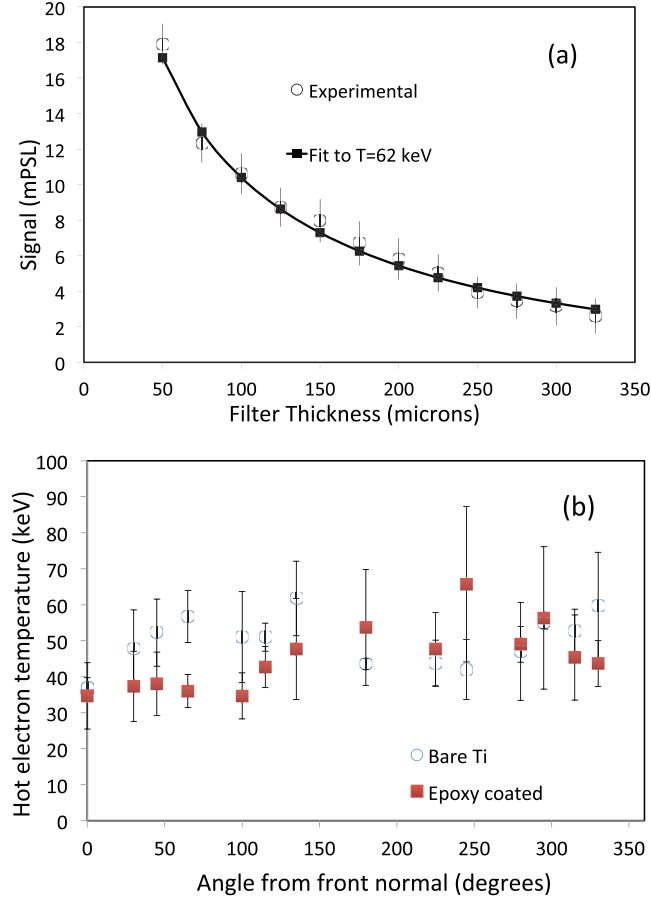 20
18
16
14
12
10
8
6
4
2
0
Signal (mPSL)
(a)
Experimental
Fit to T=62 keV
0 50 100 150 200 250 300 350
Filter Thickness (microns)
100
90
80
70
60
50
40
30
20
10
0
Hot electron temperature (keV)
(b)
Bare Ti
Epoxy coated
0 50 100 150 200 250 300 350
Angle from front normal (degrees)